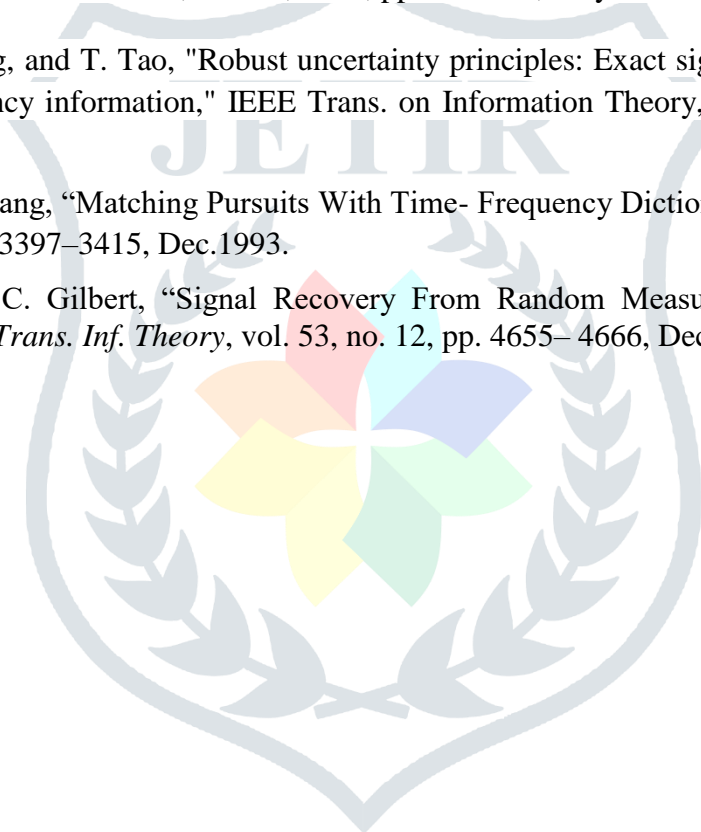 g, and T. Tao, "Robust uncertainty principles: Exact sig
ncy information," IEEE Trans. on Information Theory,
JETIR
ang, “Matching Pursuits With Time- Frequency Diction
3397–3415, Dec.1993.
C. Gilbert, “Signal Recovery From Random Measu
Trans. Inf. Theory, vol. 53, no. 12, pp. 4655– 4666, Dec